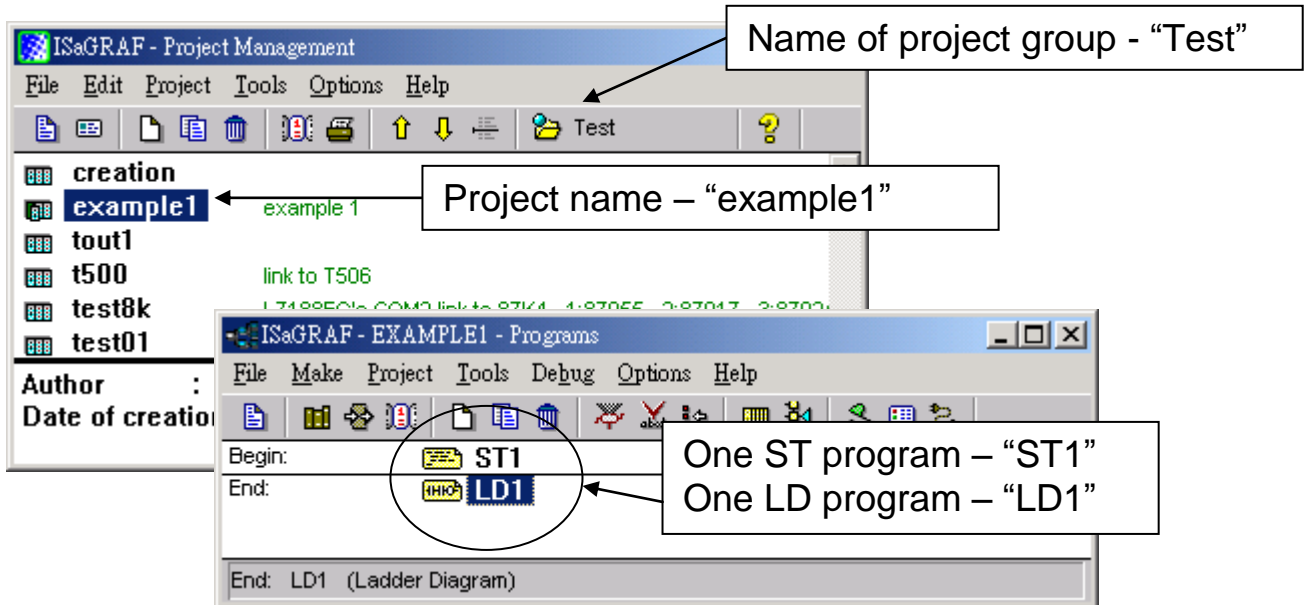 Name of project group - “Test”
ISaGRAF - Project Management
File Edit Project Tools Options Help
Test
creation
Project name – “example1”
example1 example 1
tout1
t500 link to T506
test8k
test01
Author :
Date of creation
ISaGRAF - EXAMPLE1 - Programs
File Make Project Tools Debug Options Help
One ST program – “ST1”
One LD program – “LD1”
Begin: ST1
End: LD1
End: LD1 (Ladder Diagram)